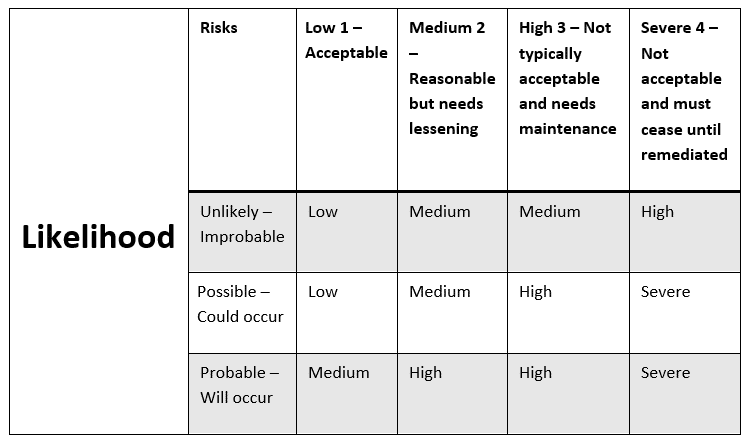 Risks
Low 1 –
Acceptable
Medium 2
–
Reasonable
but needs
lessening
High 3 – Not
typically
acceptable
and needs
maintenance
Severe 4 –
Not
acceptable
and must
cease until
remediated
Likelihood
Unlikely –
Improbable
Low
Medium
Medium
High
Possible –
Could occur
Low
Medium
High
Severe
Probable –
Will occur
Medium
High
High
Severe